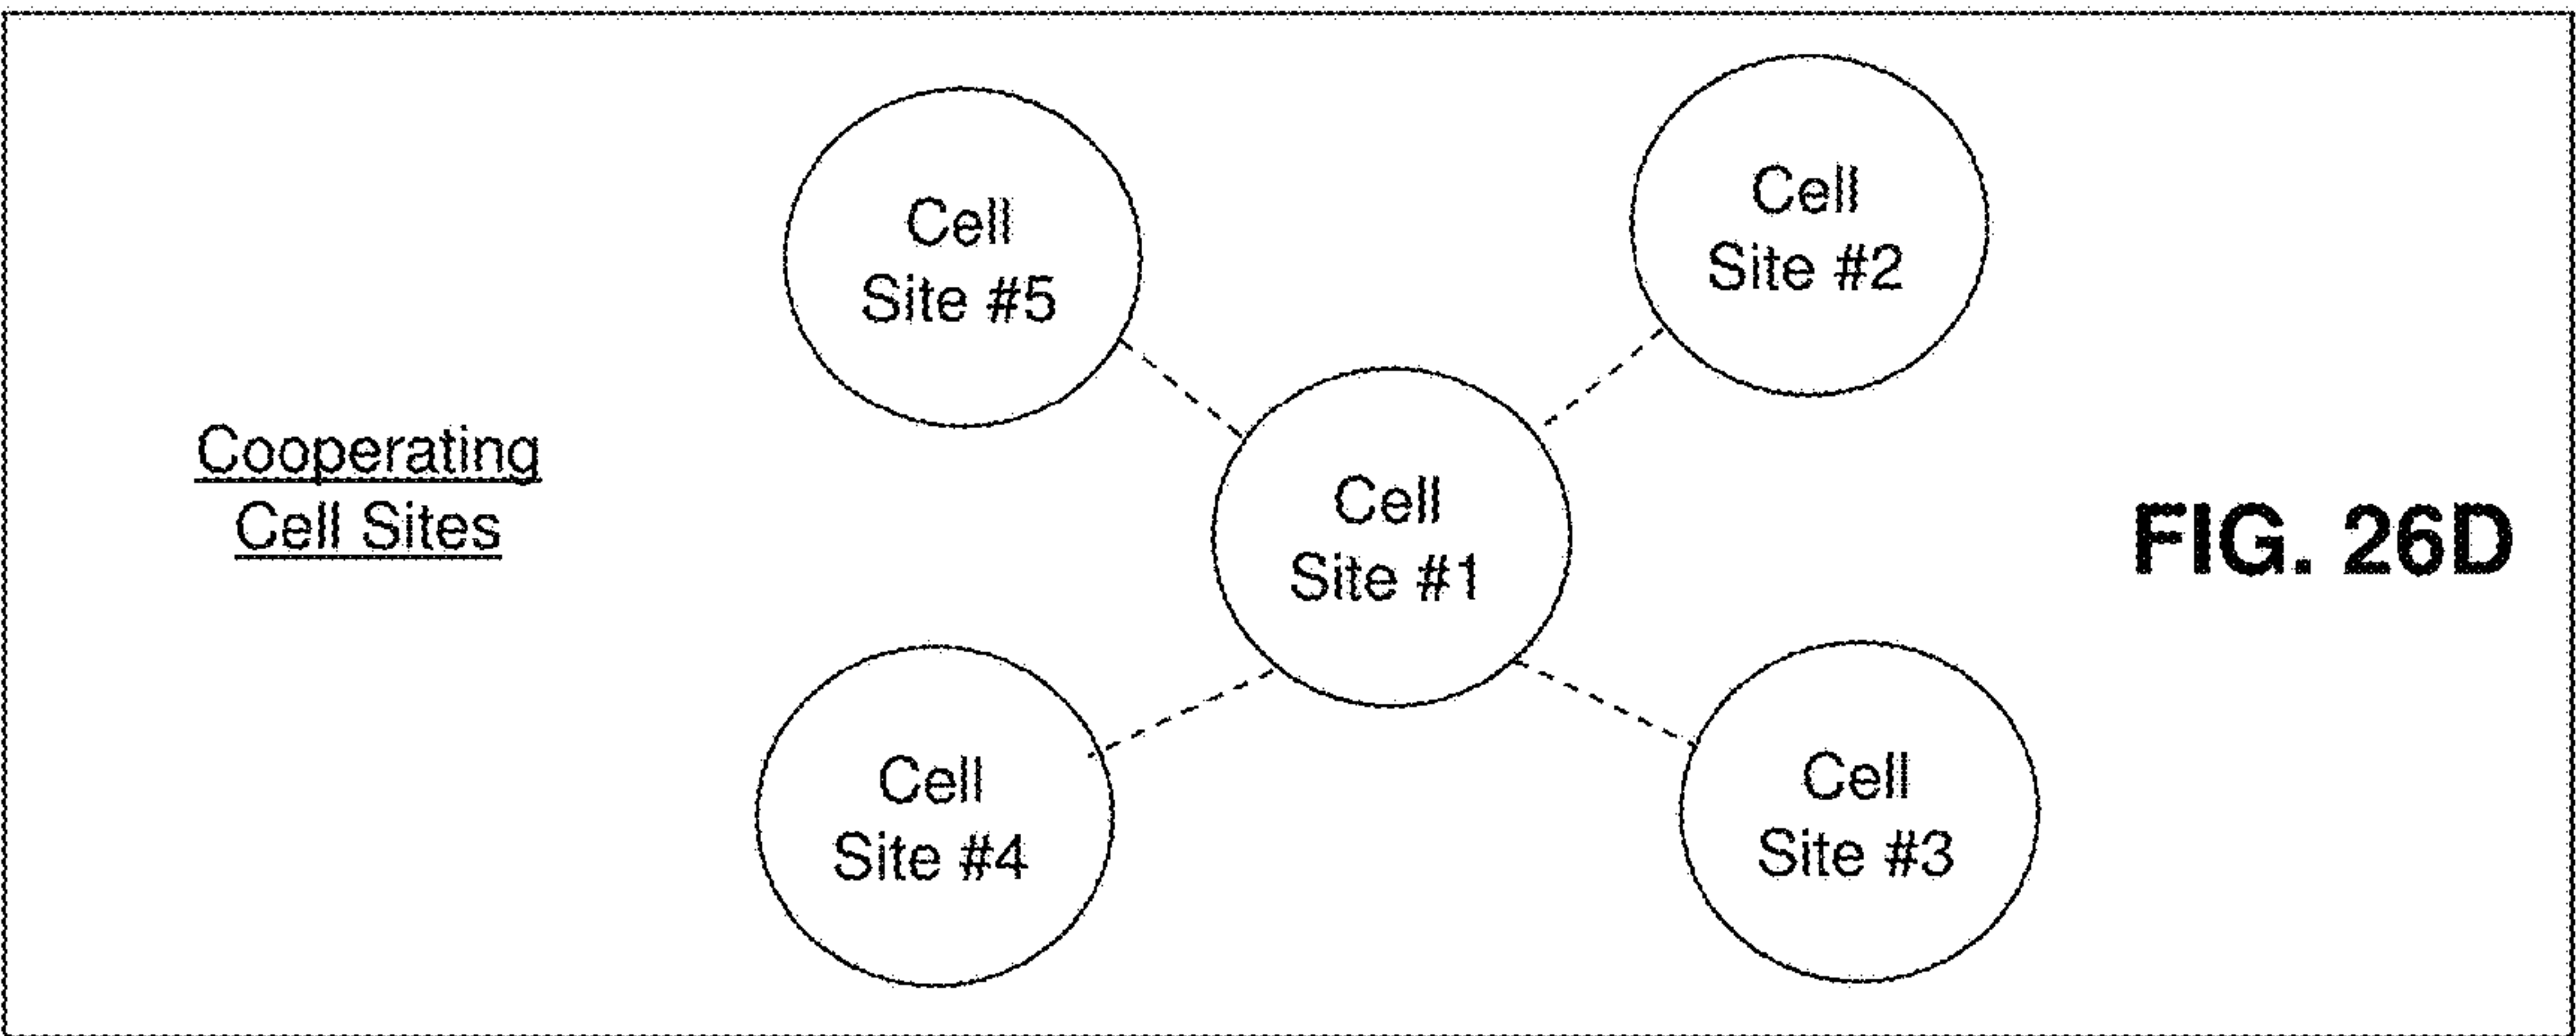 Cooperating
Cell Sites
Cell
Site #5
Cell
Site #2
Cell
Site #1
Cell
Site #4
Cell
Site #3
FIG. 26D